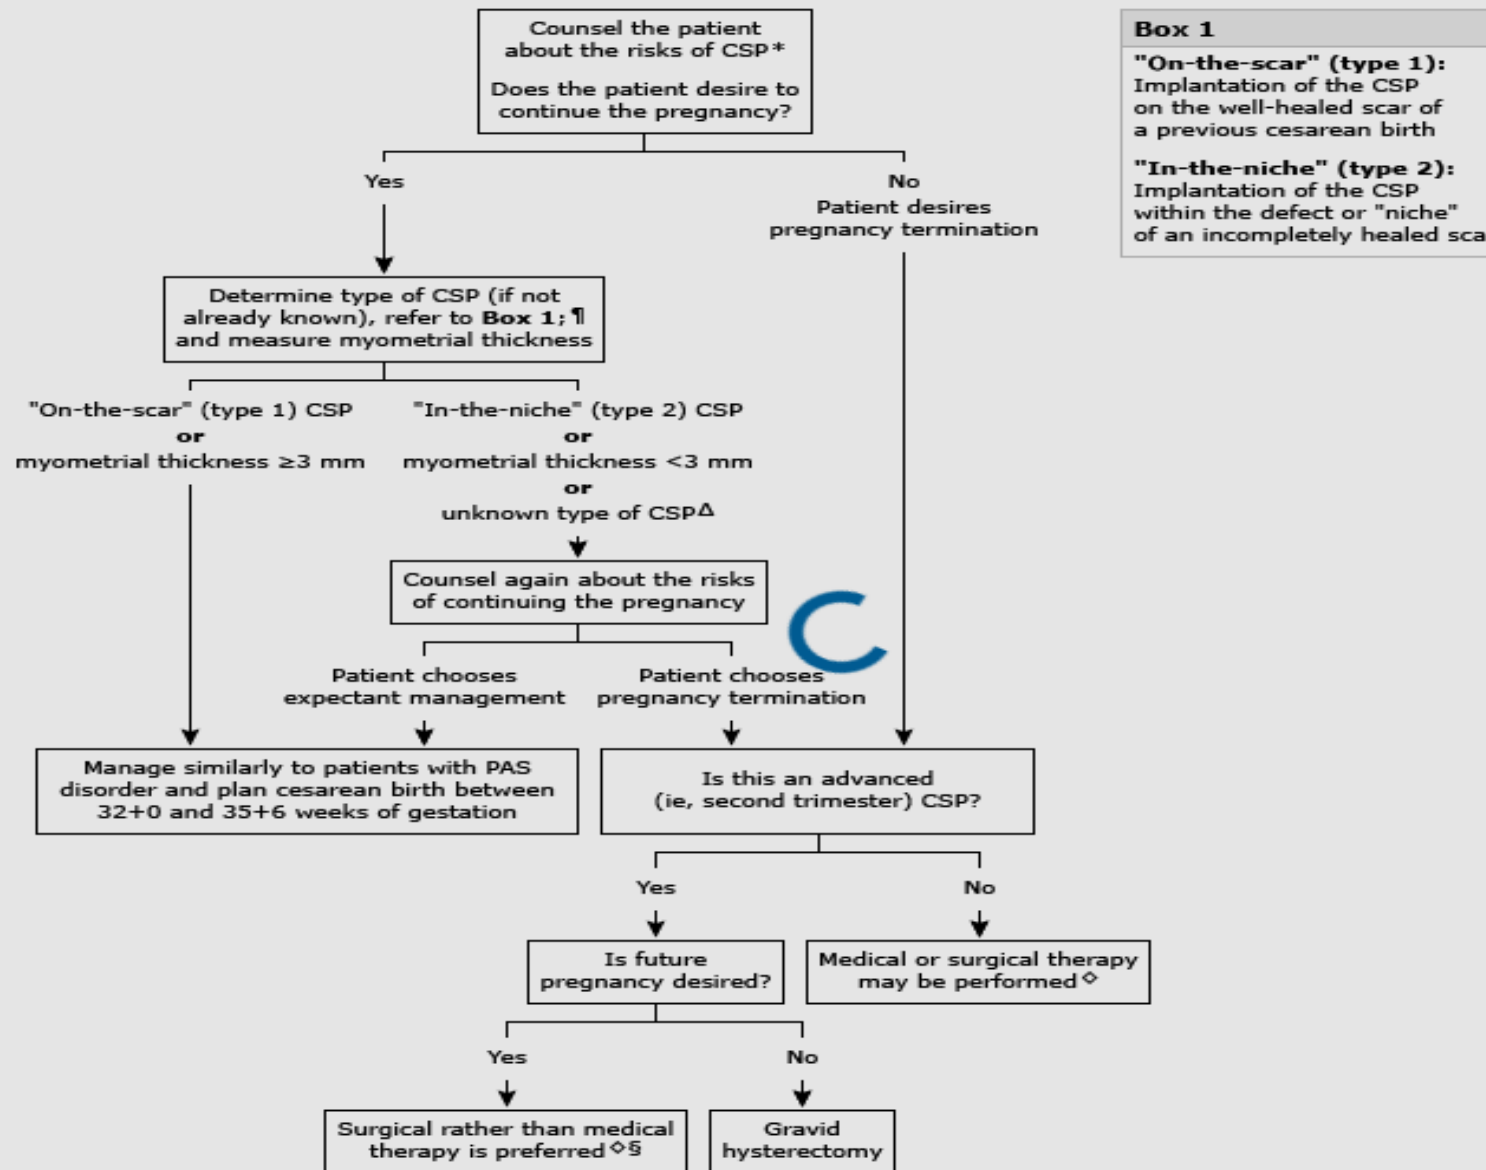 Counsel the patient
about the risks of CSP*
Does the patient desire to
continue the pregnancy?
Box 1
"On-the-scar" (type 1):
Implantation of the CSP
on the well-healed scar of
a previous cesarean birth
"In-the-niche" (type 2):
Implantation of the CSP
within the defect or "niche"
of an incompletely healed sca
Yes
No
Patient desires
pregnancy termination
Determine type of CSP (if not
already known), refer to Box 1;¶
and measure myometrial thickness
"On-the-scar" (type 1) CSP
or
myometrial thickness ≥3 mm
"In-the-niche" (type 2) CSP
or
myometrial thickness <3 mm
or
unknown type of CSPΔ
Counsel again about the risks
of continuing the pregnancy
Patient chooses
expectant management
Patient chooses
pregnancy termination
Manage similarly to patients with PAS
disorder and plan cesarean birth between
32+0 and 35+6 weeks of gestation
Is this an advanced
(ie, second trimester) CSP?
Yes
No
Is future
pregnancy desired?
Medical or surgical therapy
may be performed◇
Yes
No
Surgical rather than medical
therapy is preferred◇§
Gravid
hysterectomy